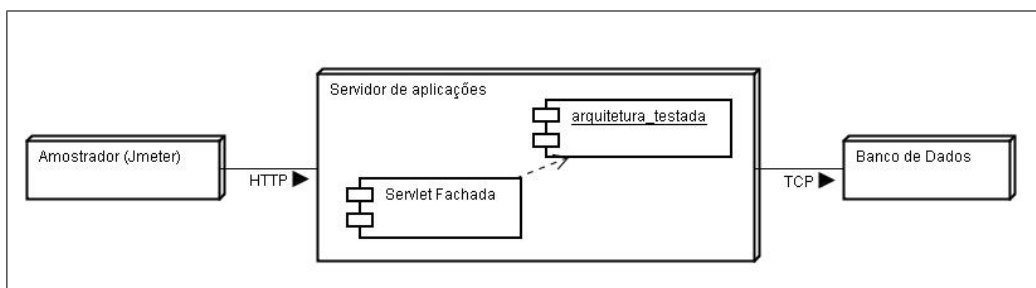 Servidor de aplicações
arquitetura_testada
Amostrador (Jmeter)
HTTP
Servlet Fachada
TCP
Banco de Dados